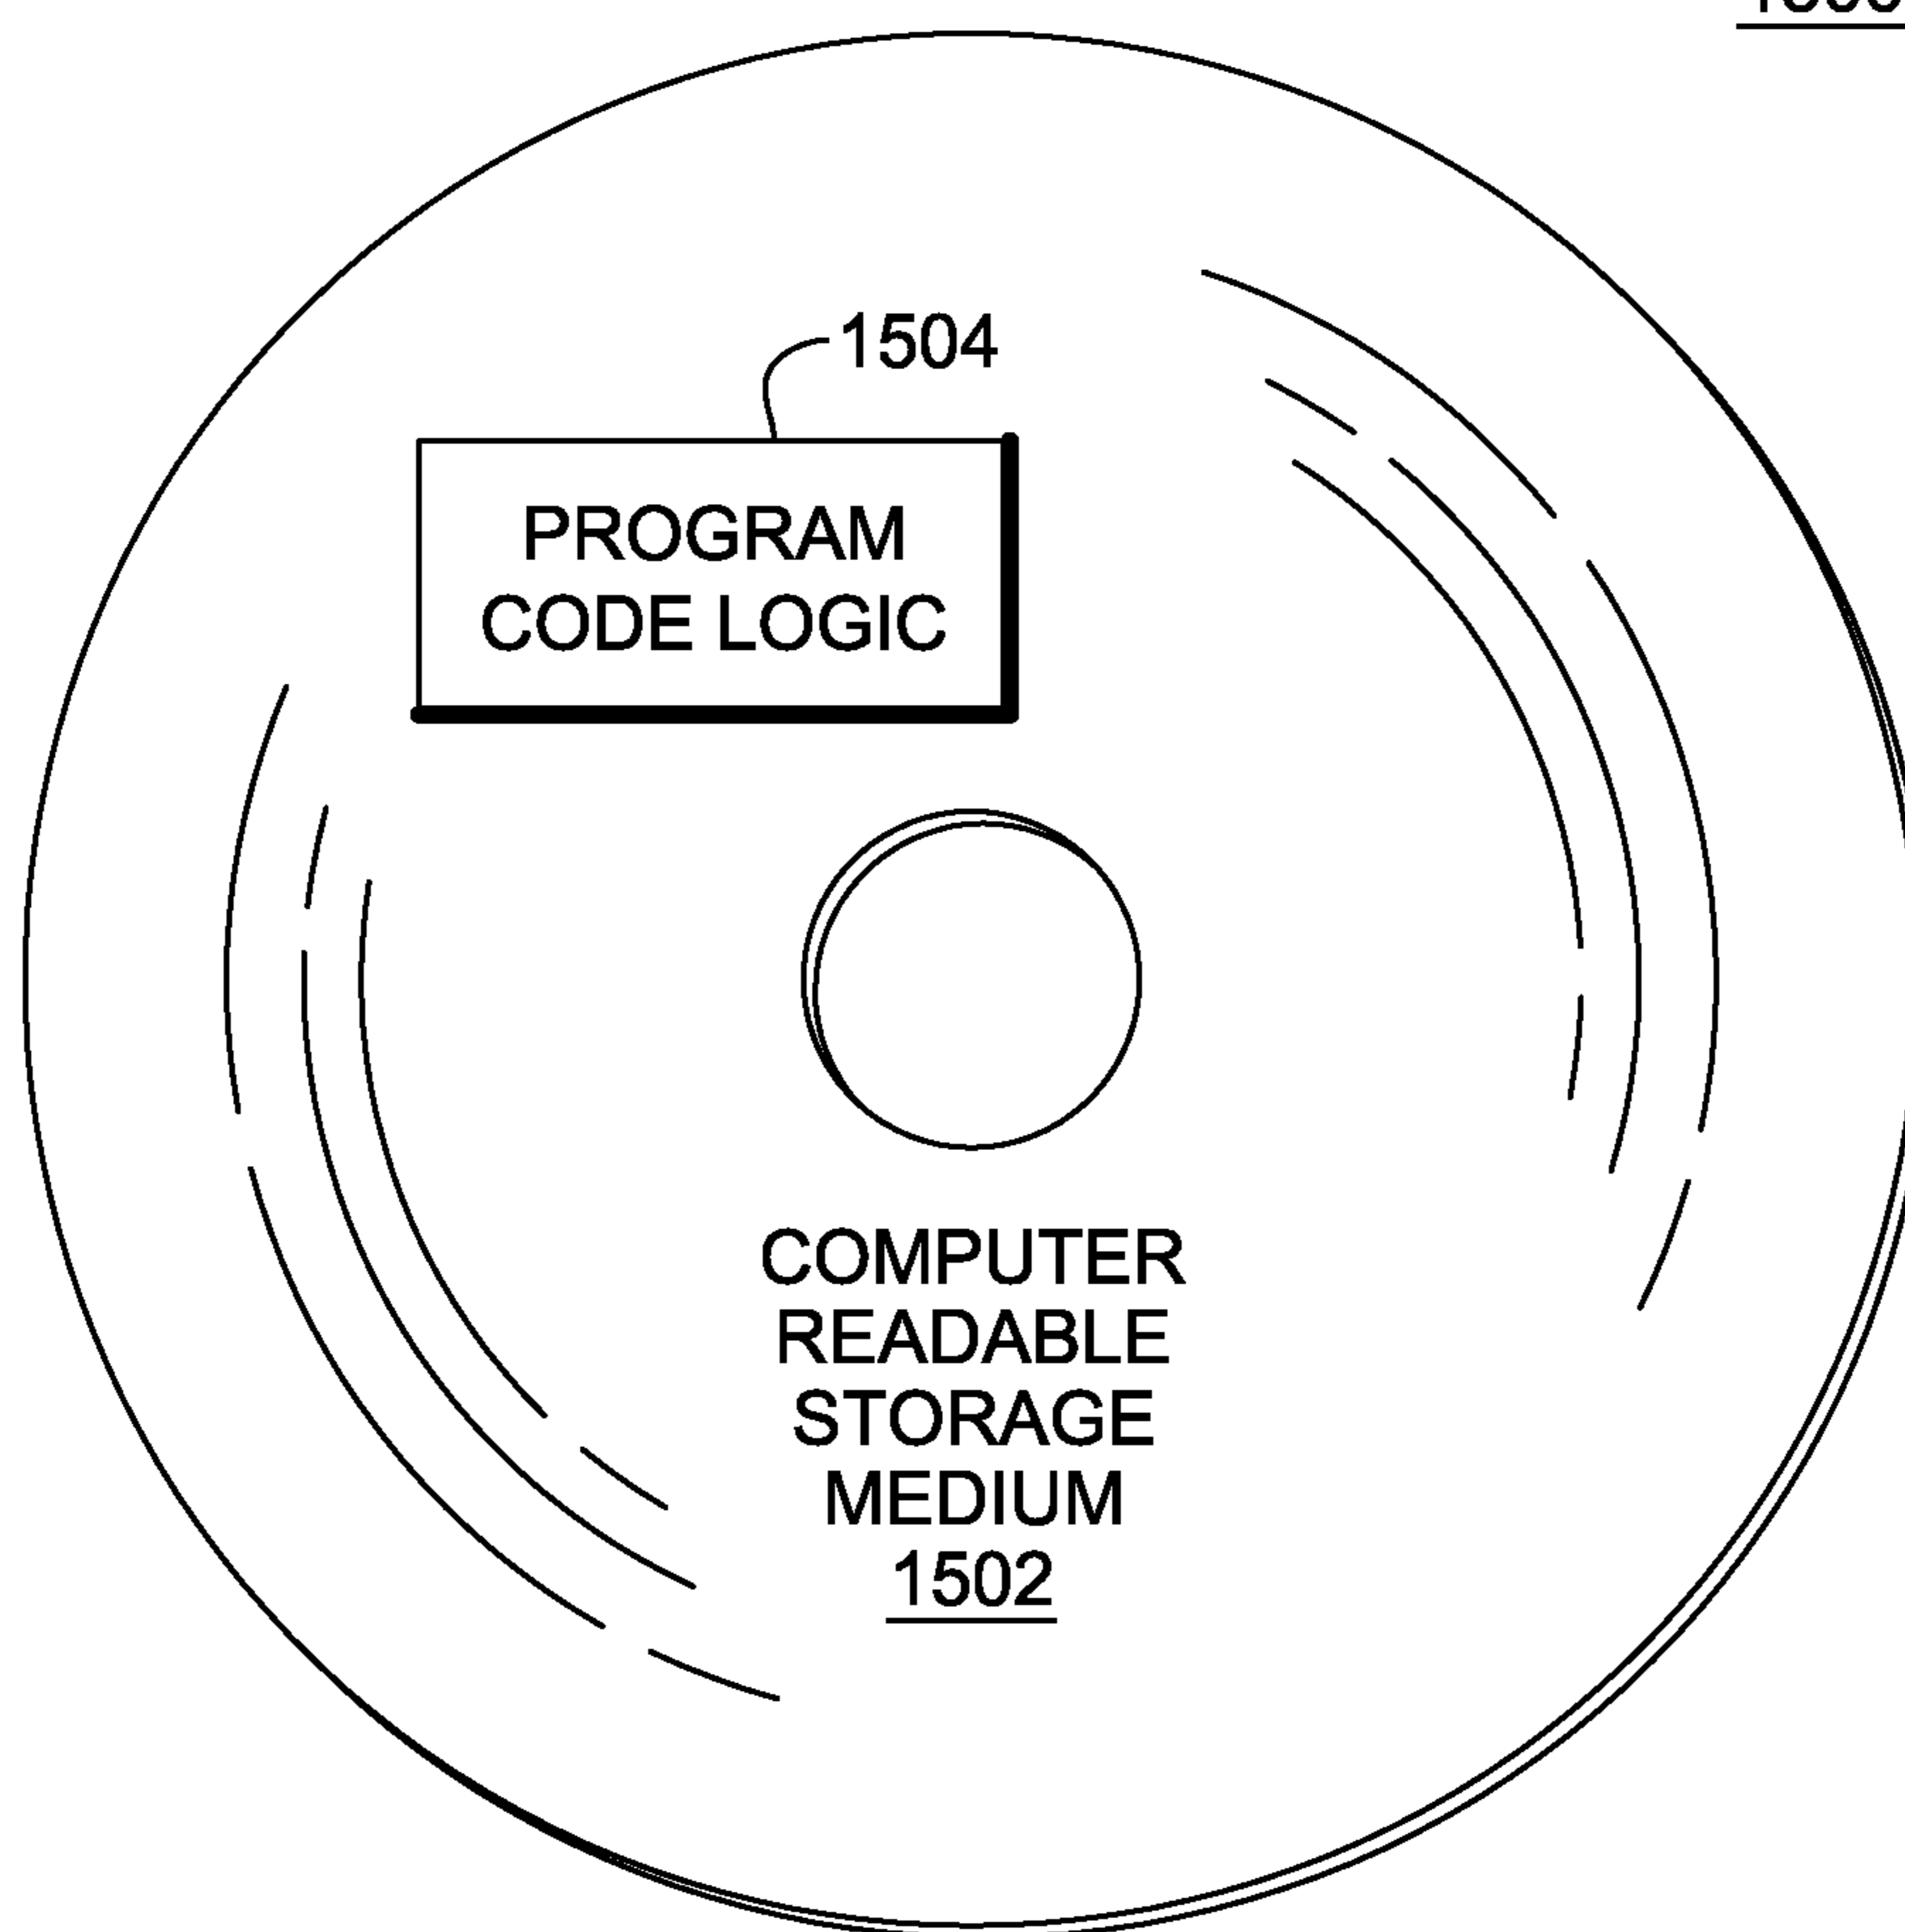 1504
PROGRAM
CODE LOGIC
COMPUTER
READABLE
STORAGE
MEDIUM
1502